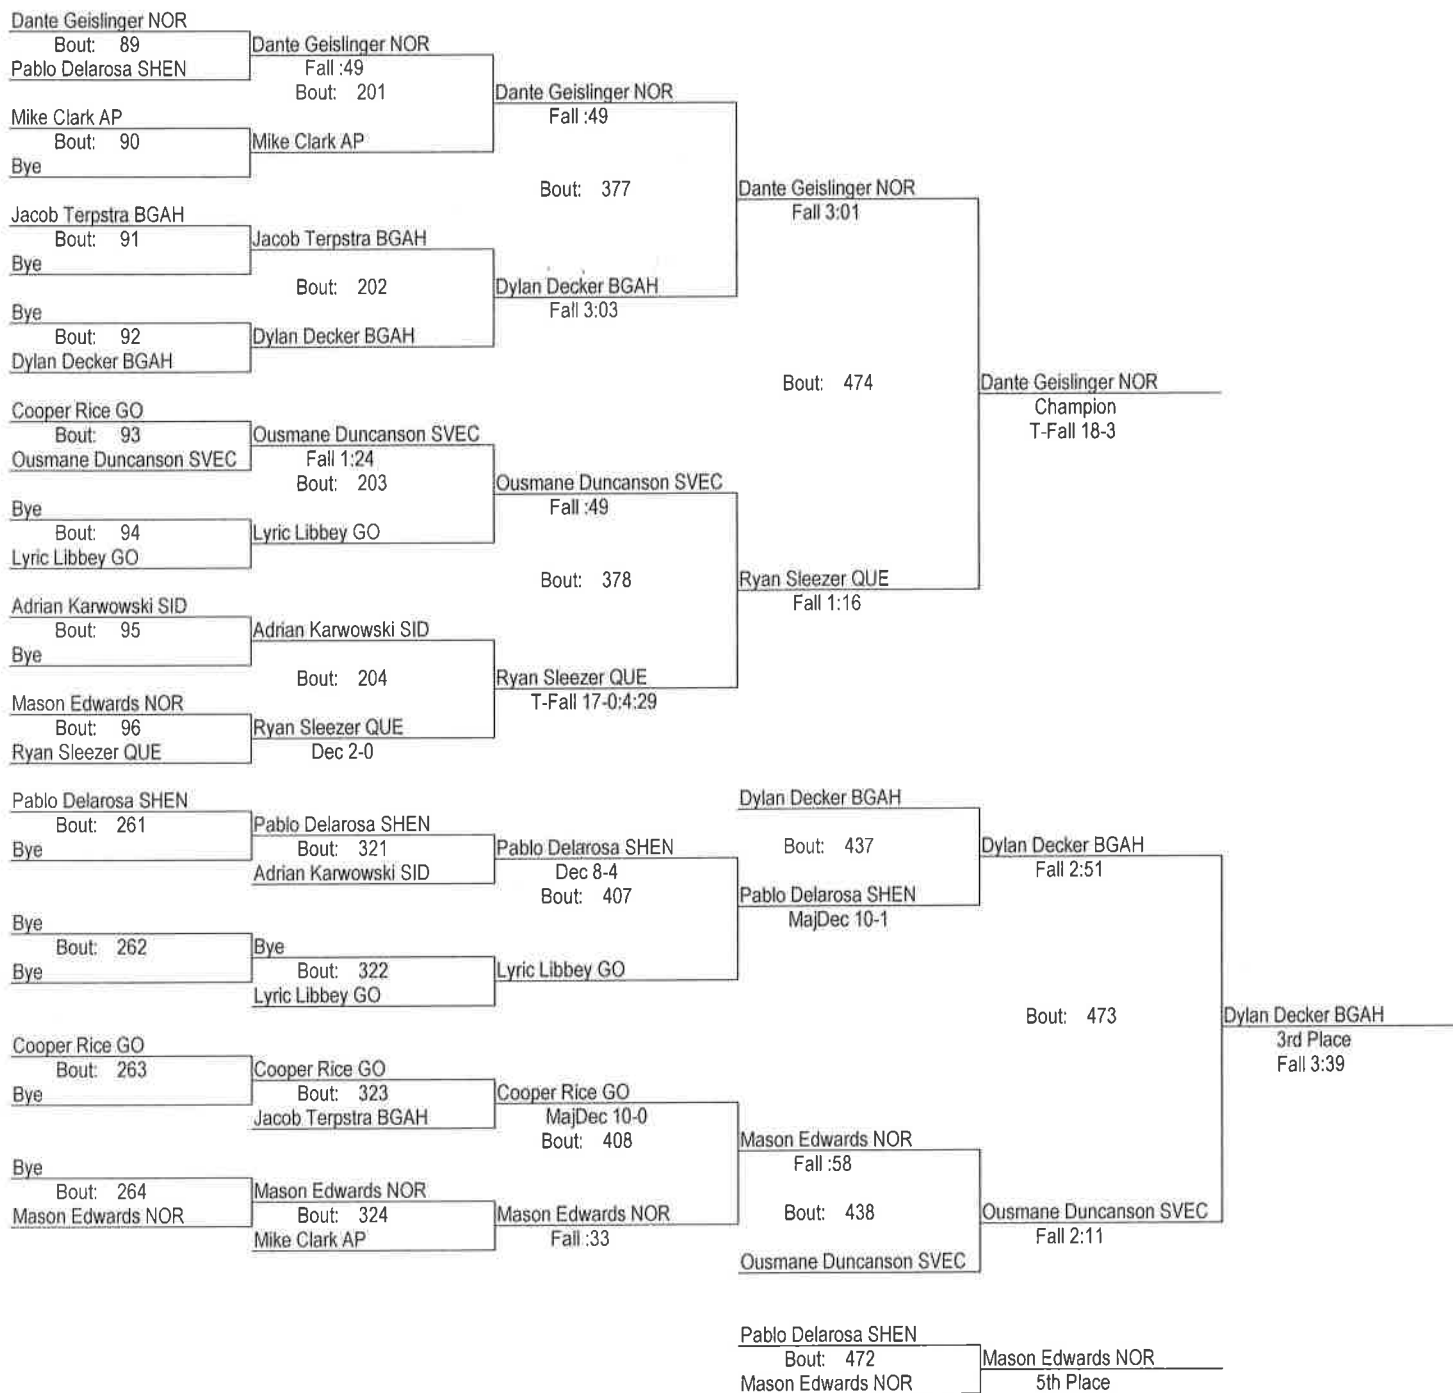 Dante Geislinger NOR
Bout: 89
Pablo Delarosa SHEN
Mike Clark AP
Bout: 90
Bye
Jacob Terpstra BGAH
Bout: 91
Bye
Bye
Bout: 92
Dylan Decker BGAH
Cooper Rice GO
Bout: 93
Ousmane Duncanson SVEC
Bye
Bout: 94
Lyric Libbey GO
Adrian Karwowski SID
Bout: 95
Bye
Mason Edwards NOR
Bout: 96
Ryan Sleezer QUE
Dante Geislinger NOR
Fall :49
Bout: 201
Mike Clark AP
Jacob Terpstra BGAH
Bout: 202
Dylan Decker BGAH
Ousmane Duncanson SVEC
Fall 1:24
Bout: 203
Lyric Libbey GO
Adrian Karwowski SID
Bout: 204
Ryan Sleezer QUE
Dec 2-0
Dante Geislinger NOR
Fall :49
Bout: 377
Dylan Decker BGAH
Fall 3:03
Ousmane Duncanson SVEC
Fall :49
Bout: 378
Ryan Sleezer QUE
T-Fall 17-0:4:29
Dante Geislinger NOR
Fall 3:01
Bout: 474
Ryan Sleezer QUE
Fall 1:16
Dante Geislinger NOR
Champion
T-Fall 18-3
Pablo Delarosa SHEN
Bout: 261
Bye
Bye
Bout: 262
Bye
Cooper Rice GO
Bout: 263
Bye
Bye
Bout: 264
Mason Edwards NOR
Pablo Delarosa SHEN
Bout: 321
Adrian Karwowski SID
Bye
Bout: 322
Lyric Libbey GO
Cooper Rice GO
Bout: 323
Jacob Terpstra BGAH
Mason Edwards NOR
Bout: 324
Mike Clark AP
Pablo Delarosa SHEN
Dec 8-4
Bout: 407
Lyric Libbey GO
Cooper Rice GO
MajDec 10-0
Bout: 408
Mason Edwards NOR
Fall :33
Dylan Decker BGAH
Bout: 437
Pablo Delarosa SHEN
MajDec 10-1
Mason Edwards NOR
Fall :58
Bout: 438
Ousmane Duncanson SVEC
Dylan Decker BGAH
Fall 2:51
Bout: 473
Ousmane Duncanson SVEC
Fall 2:11
Dylan Decker BGAH
3rd Place
Fall 3:39
Pablo Delarosa SHEN
Bout: 472
Mason Edwards NOR
Mason Edwards NOR
5th Place